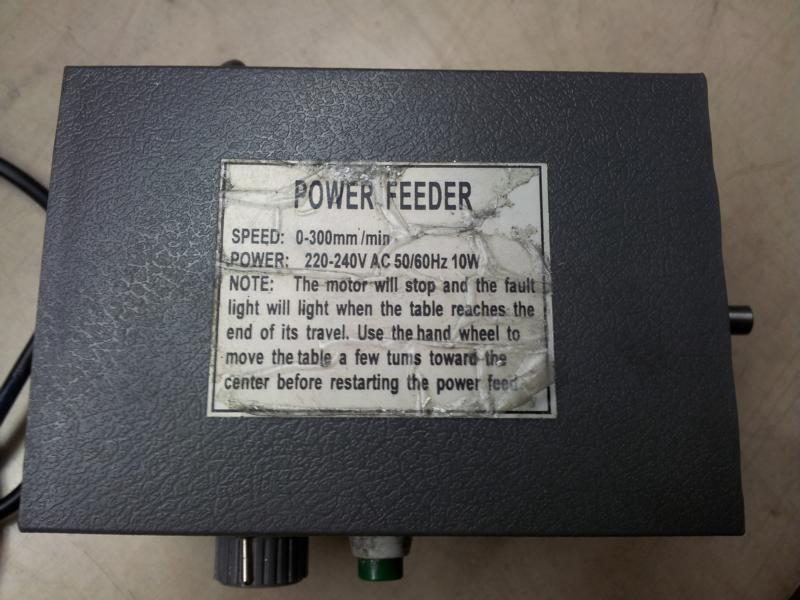 POWER FEEDER
SPEED: 0-300mm/min
POWER: 220-240V AC 50/60Hz 10W
NOTE: The motor will stop and the fault
light will light when the table reaches the
end of its travel. Use the hand wheel to
move the table a few tums toward the
center before restarting the power feed.